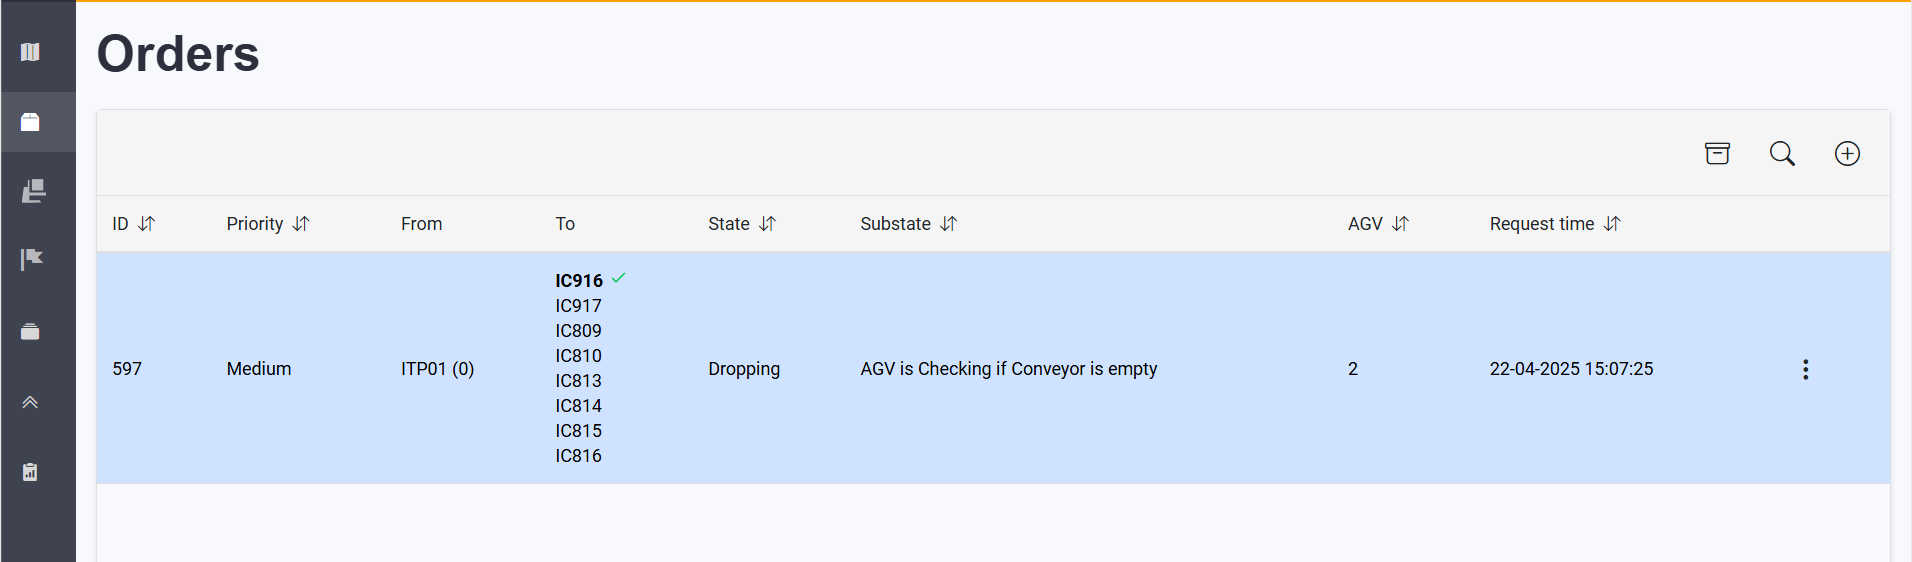 Orders
ID Priority From To State Substate AGV Request time
IC916
IC917
IC809
IC810
597 Medium ITP01 (0) Dropping AGV is Checking if Conveyor is empty 2 22-04-2025 15:07:25
IC813
IC814
IC815
IC816